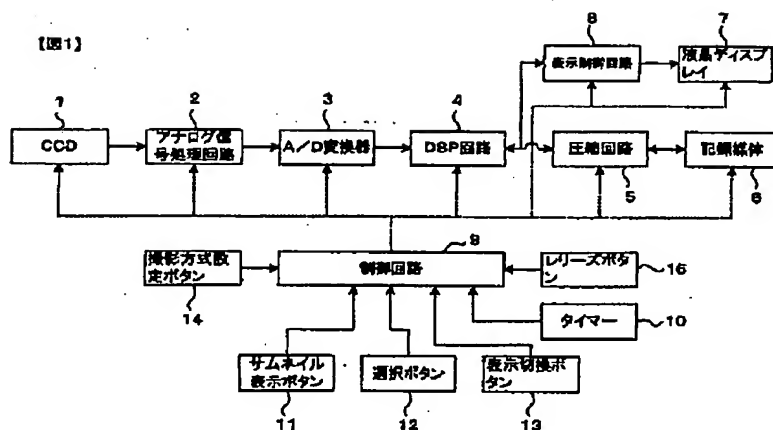 【図1】
8
7
表示制御回路
液晶ディスプ
レイ
1
2
3
4
CCD
アナログ信
号処理回路
A/D変換器
DSP回路
圧縮回路
記録媒体
5
6
9
撮影方式設
定ボタン
制御回路
レリーズボタ
ン
14
16
タイマー
10
サムネイル
表示ボタン
選択ボタン
表示切換ボ
タン
11
12
13